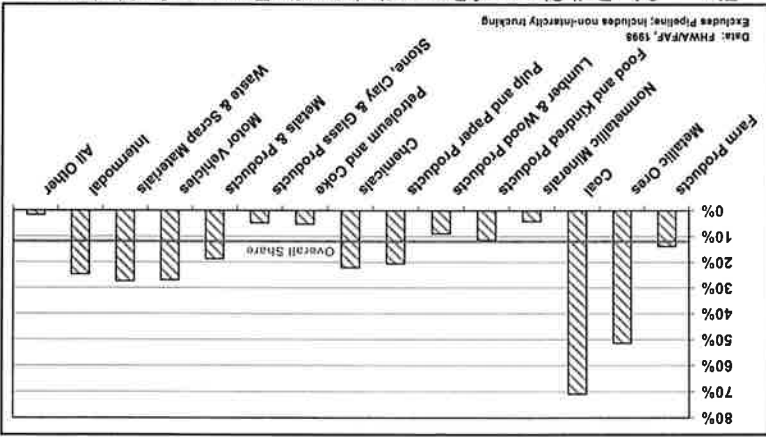 80%
70%
60%
50%
40%
30%
20%
10%
0%
Overall Share
Farm Products
Metallic Ores
Coal
Nonmetallic Minerals
Food and Kindred Products
Lumber & Wood Products
Pulp and Paper Products
Chemicals
Petroleum and Coke
Stone, Clay & Glass Products
Metals & Products
Motor Vehicles
Waste & Scrap Materials
Intermodal
All Other
Data: FHWA/FAF, 1998
Excludes Pipeline; includes non-intercity trucking